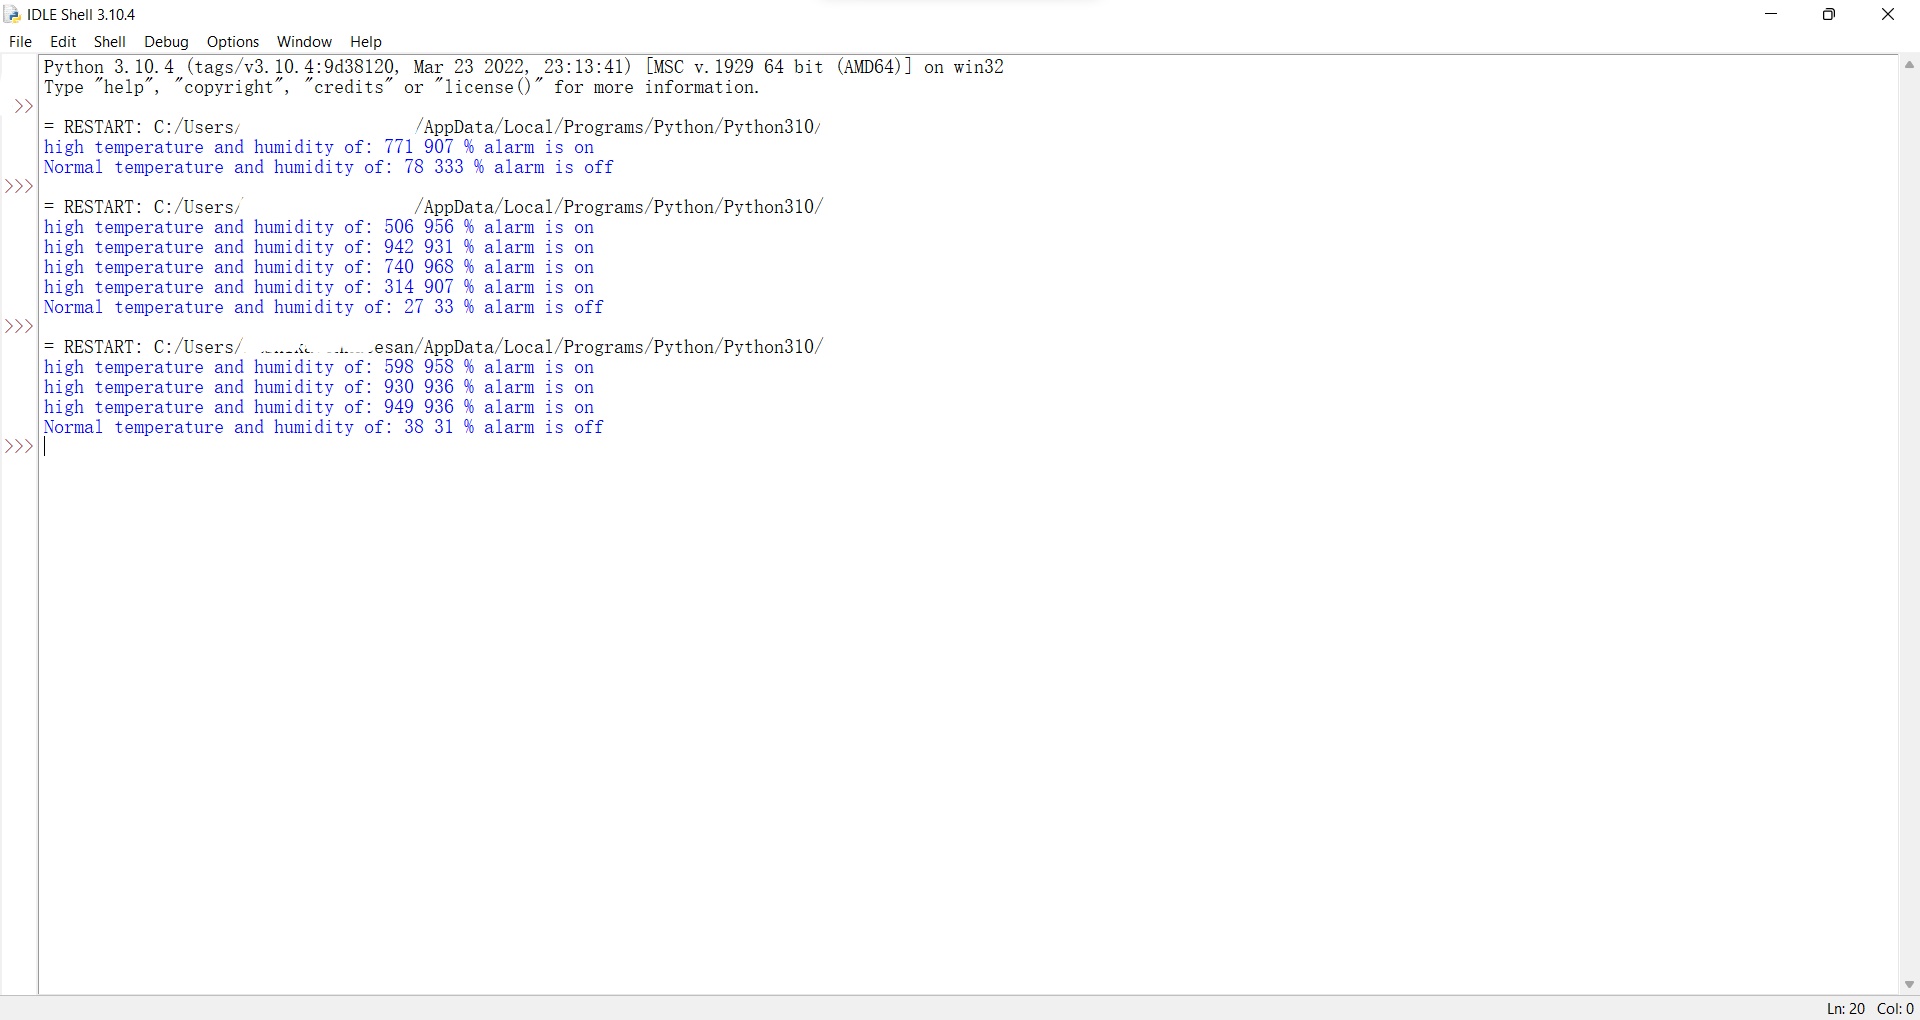 IDLE Shell 3.10.4
File Edit Shell Debug Options Window Help
Python 3.10.4 (tags/v3.10.4:9d38120, Mar 23 2022, 23:13:41) [MSC v.1929 64 bit (AMD64)] on win32
Type "help", "copyright", "credits" or "license()" for more information.
>>
= RESTART: C:/Users/ /AppData/Local/Programs/Python/Python310/
high temperature and humidity of: 771 907 % alarm is on
Normal temperature and humidity of: 78 333 % alarm is off
>>>
= RESTART: C:/Users/ /AppData/Local/Programs/Python/Python310/
high temperature and humidity of: 506 956 % alarm is on
high temperature and humidity of: 942 931 % alarm is on
high temperature and humidity of: 740 968 % alarm is on
high temperature and humidity of: 314 907 % alarm is on
Normal temperature and humidity of: 27 33 % alarm is off
>>>
= RESTART: C:/Users/ esan/AppData/Local/Programs/Python/Python310/
high temperature and humidity of: 598 958 % alarm is on
high temperature and humidity of: 930 936 % alarm is on
high temperature and humidity of: 949 936 % alarm is on
Normal temperature and humidity of: 38 31 % alarm is off
>>>
Ln: 20 Col: 0